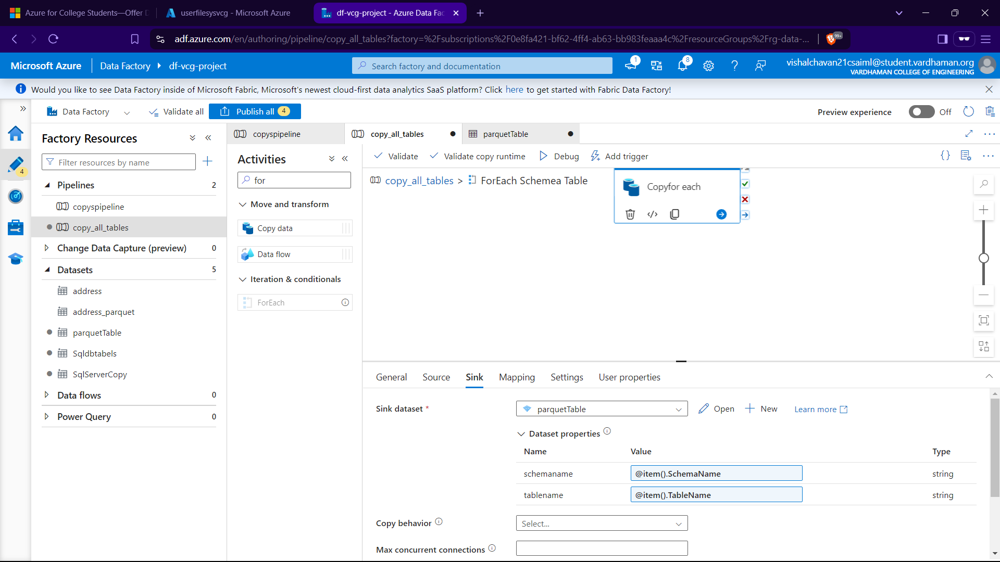 Azure for College Students—Offer D
userfilesysvcg - Microsoft Azure
df-vcg-project - Azure Data Fac
adf.azure.com/en/authoring/pipeline/copy_all_tables?factory=%2Fsubscriptions%2F0e8fa421-bf62-4ff4-ab63-bb983feaaa4c%2FresourceGroups%2Frg-data-...
99+
Microsoft Azure
Data Factory
df-vcg-project
Search factory and documentation
1
8
vishalchavan21csaiml@student.vardhaman.org
VARDHAMAN COLLEGE OF ENGINEERING
Would you like to see Data Factory inside of Microsoft Fabric, Microsoft's newest cloud-first data analytics SaaS platform? Click here to get started with Fabric Data Factory!
Data Factory
Validate all
Publish all 4
Preview experience
Off
4
Factory Resources
Filter resources by name
Pipelines 2
copyspipeline
copy_all_tables
Change Data Capture (preview) 0
Datasets 5
address
address_parquet
parquetTable
Sqldbtabels
SqlServerCopy
Data flows 0
Power Query 0
copyspipeline
copy_all_tables
parquetTable
Activities
for
Move and transform
Copy data
Data flow
Iteration & conditionals
ForEach
Validate
Validate copy runtime
Debug
Add trigger
copy_all_tables > ForEach Schemea Table
Copyfor each
General
Source
Sink
Mapping
Settings
User properties
Sink dataset *
parquetTable
Open
New
Learn more
Dataset properties
Name Value Type
schemaname @item().SchemaName string
tablename @item().TableName string
Copy behavior
Select...
Max concurrent connections